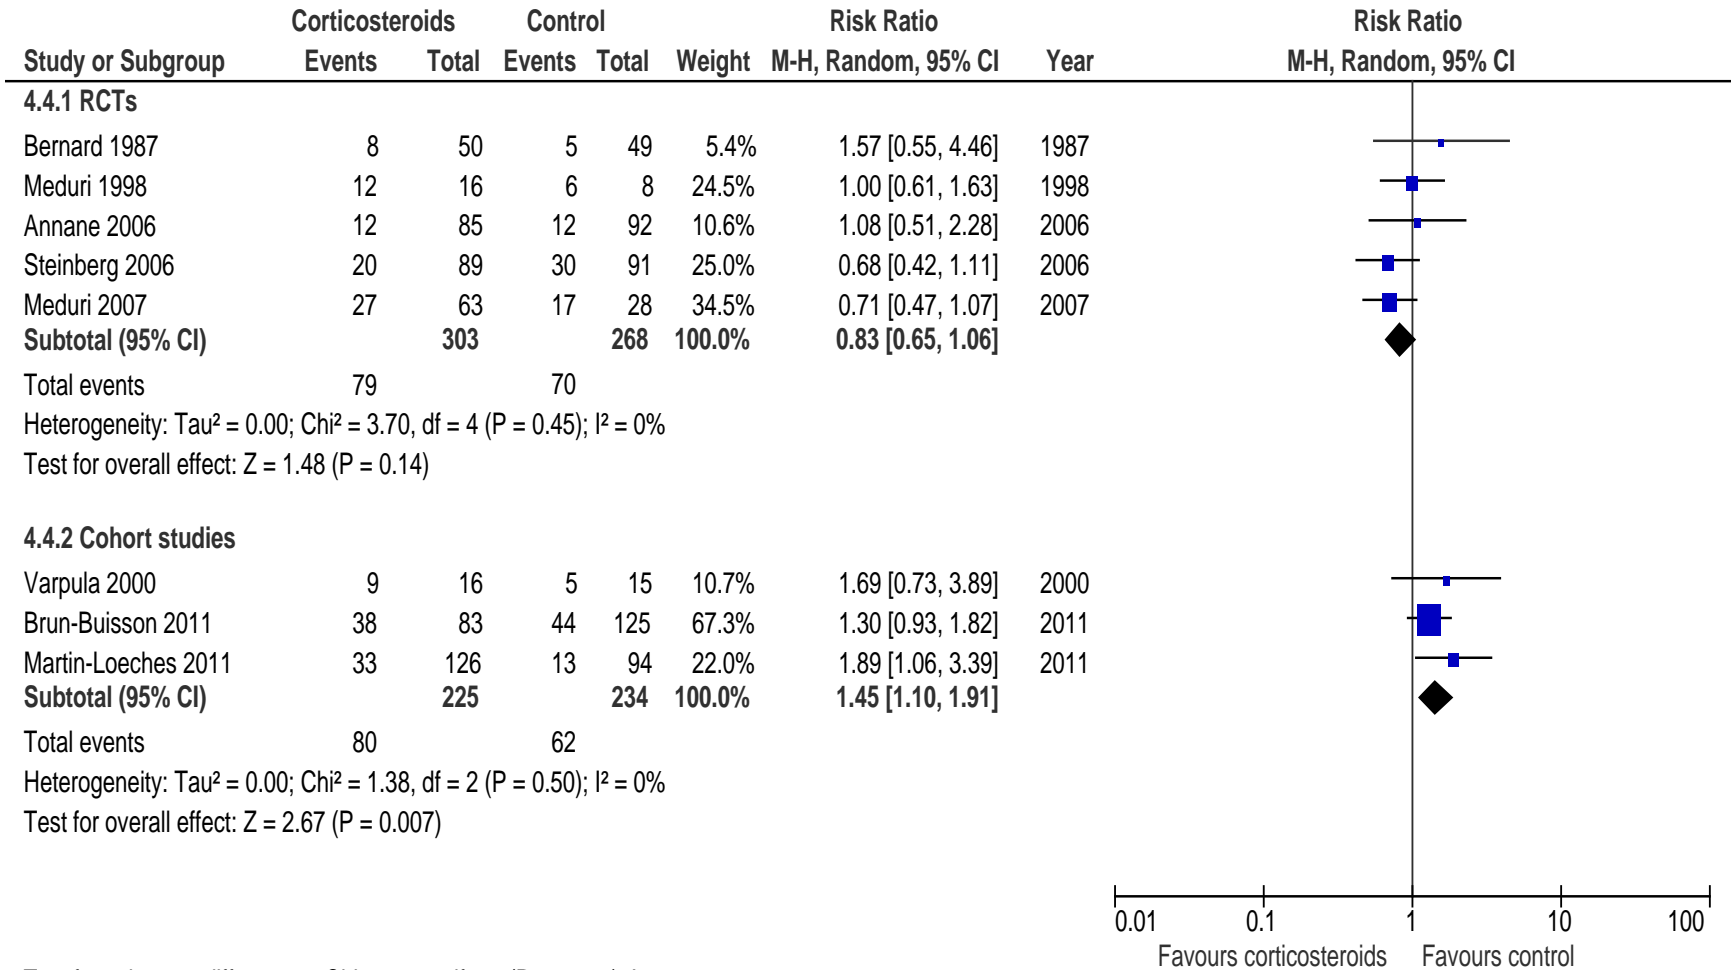 Corticosteroids Control Risk Ratio Risk Ratio
Study or Subgroup Events Total Events Total Weight M-H, Random, 95% CI Year M-H, Random, 95% CI
4.4.1 RCTs
Bernard 1987 8 50 5 49 5.4% 1.57 [0.55, 4.46] 1987
Meduri 1998 12 16 6 8 24.5% 1.00 [0.61, 1.63] 1998
Annane 2006 12 85 12 92 10.6% 1.08 [0.51, 2.28] 2006
Steinberg 2006 20 89 30 91 25.0% 0.68 [0.42, 1.11] 2006
Meduri 2007 27 63 17 28 34.5% 0.71 [0.47, 1.07] 2007
Subtotal (95% CI) 303 268 100.0% 0.83 [0.65, 1.06]
Total events 79 70
Heterogeneity: Tau² = 0.00; Chi² = 3.70, df = 4 (P = 0.45); I² = 0%
Test for overall effect: Z = 1.48 (P = 0.14)
4.4.2 Cohort studies
Varpula 2000 9 16 5 15 10.7% 1.69 [0.73, 3.89] 2000
Brun-Buisson 2011 38 83 44 125 67.3% 1.30 [0.93, 1.82] 2011
Martin-Loeches 2011 33 126 13 94 22.0% 1.89 [1.06, 3.39] 2011
Subtotal (95% CI) 225 234 100.0% 1.45 [1.10, 1.91]
Total events 80 62
Heterogeneity: Tau² = 0.00; Chi² = 1.38, df = 2 (P = 0.50); I² = 0%
Test for overall effect: Z = 2.67 (P = 0.007)
0.01 0.1 1 10 100
Favours corticosteroids Favours control